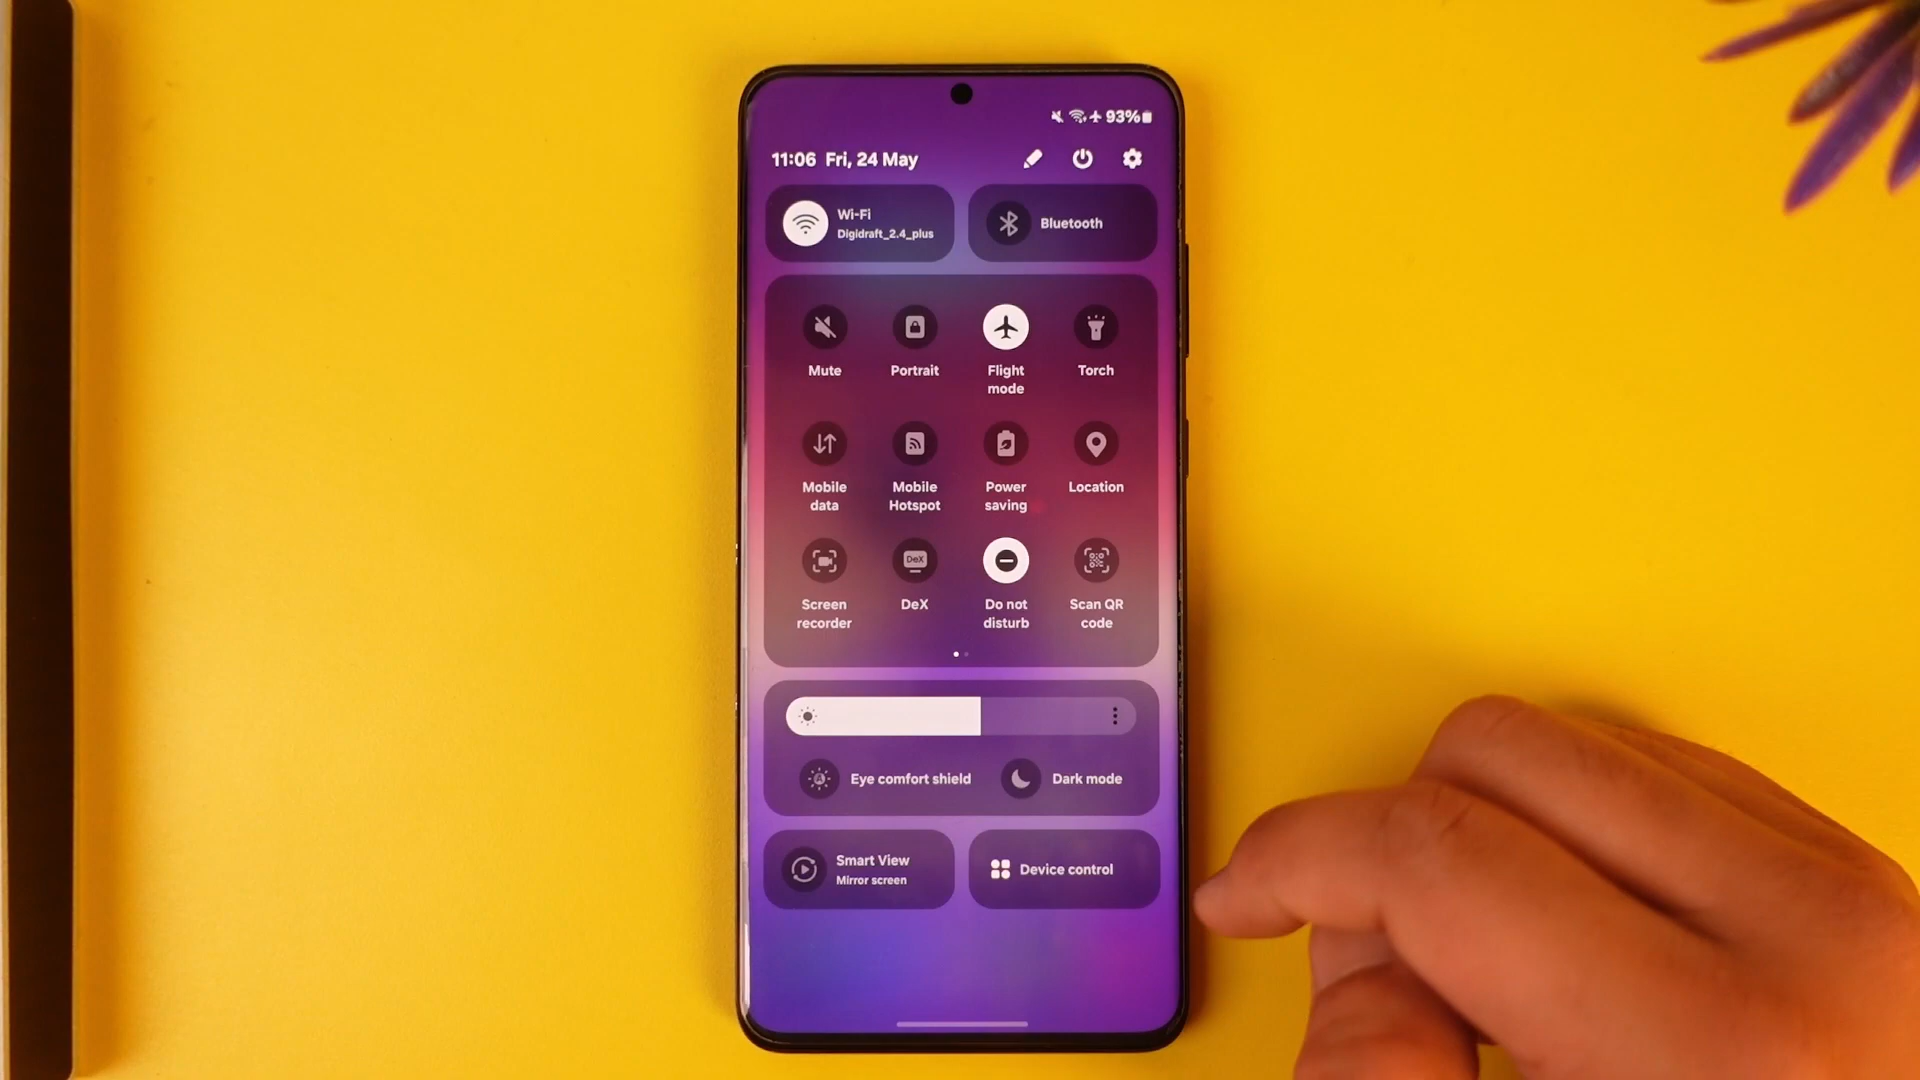 93%
11:06 Fri, 24 May
Wi-Fi
Digidraft_2.4_plus
Bluetooth
Mute
Portrait
Flight
mode
Torch
Mobile
data
Mobile
Hotspot
Power
saving
Location
Screen
recorder
DeX
DeX
Do not
disturb
Scan QR
code
Eye comfort shield
Dark mode
Smart View
Mirror screen
Device control